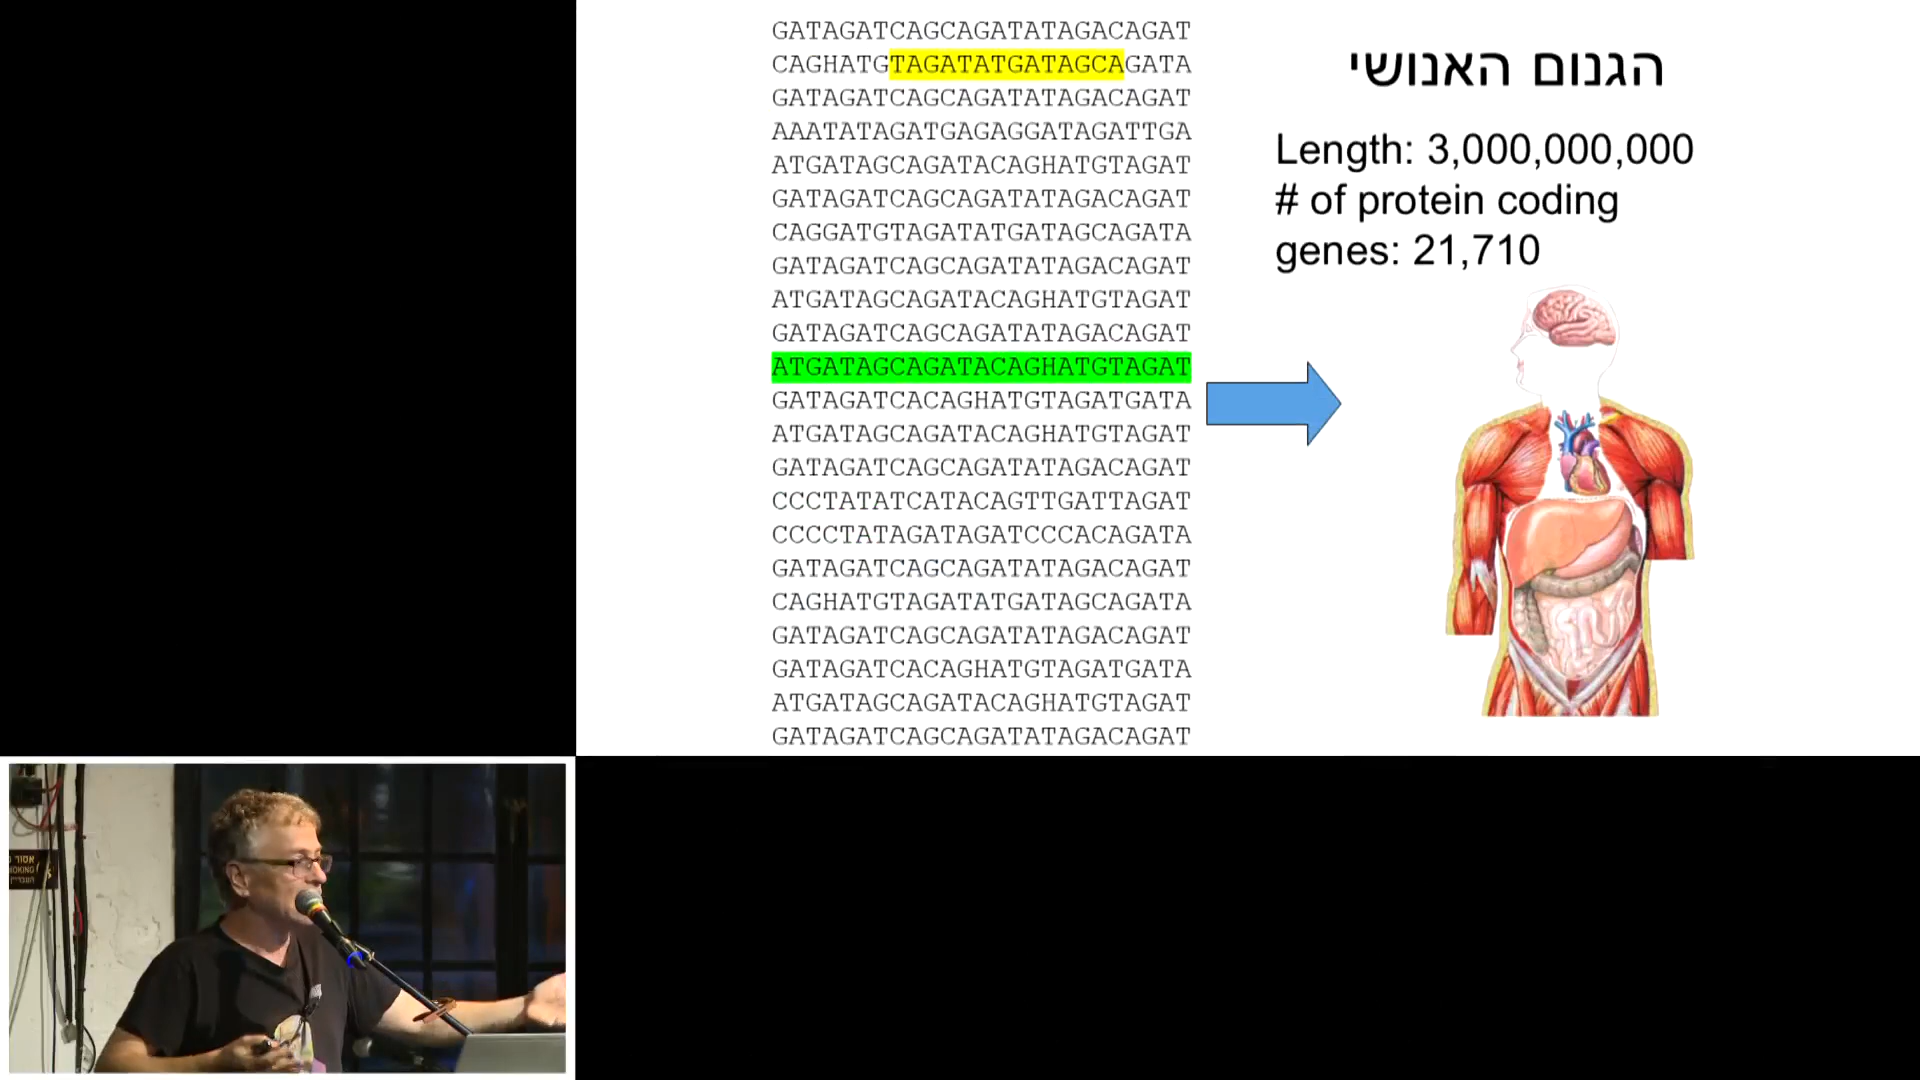 GATAGATCAGCAGATATAGACAGAT
CAGHATGTAGATATGATAGCAGATA
GATAGATCAGCAGATATAGACAGAT
AAATATAGATGAGAGGATAGATTGA
ATGATAGCAGATACAGHATGTAGAT
GATAGATCAGCAGATATAGACAGAT
CAGGATGTAGATATGATAGCAGATA
GATAGATCAGCAGATATAGACAGAT
ATGATAGCAGATACAGHATGTAGAT
GATAGATCAGCAGATATAGACAGAT
ATGATAGCAGATACAGHATGTAGAT
GATAGATCACAGHATGTAGATGATA
ATGATAGCAGATACAGHATGTAGAT
GATAGATCAGCAGATATAGACAGAT
CCCTATATCATACAGTTGATTAGAT
CCCCTATAGATAGATCCCACAGATA
GATAGATCAGCAGATATAGACAGAT
CAGHATGTAGATATGATAGCAGATA
GATAGATCAGCAGATATAGACAGAT
GATAGATCACAGHATGTAGATGATA
ATGATAGCAGATACAGHATGTAGAT
GATAGATCAGCAGATATAGACAGAT
הגנום האנושי
Length: 3,000,000,000
# of protein coding
genes: 21,710
אסור